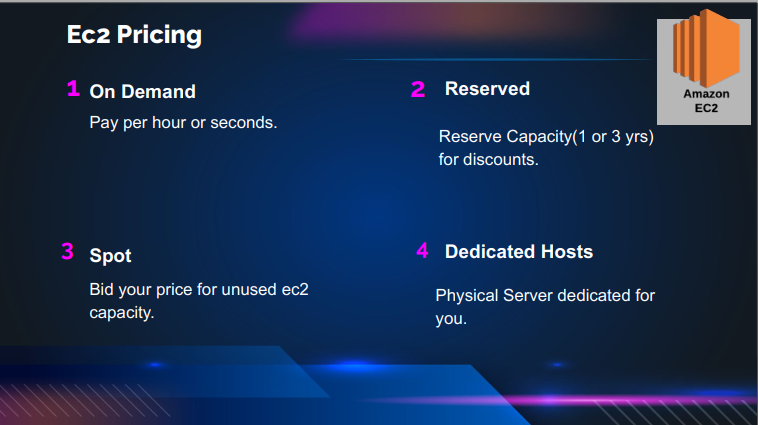 Ec2 Pricing
Amazon
EC2
1 On Demand
Pay per hour or seconds.
2 Reserved
Reserve Capacity(1 or 3 yrs)
for discounts.
3 Spot
Bid your price for unused ec2
capacity.
4 Dedicated Hosts
Physical Server dedicated for
you.